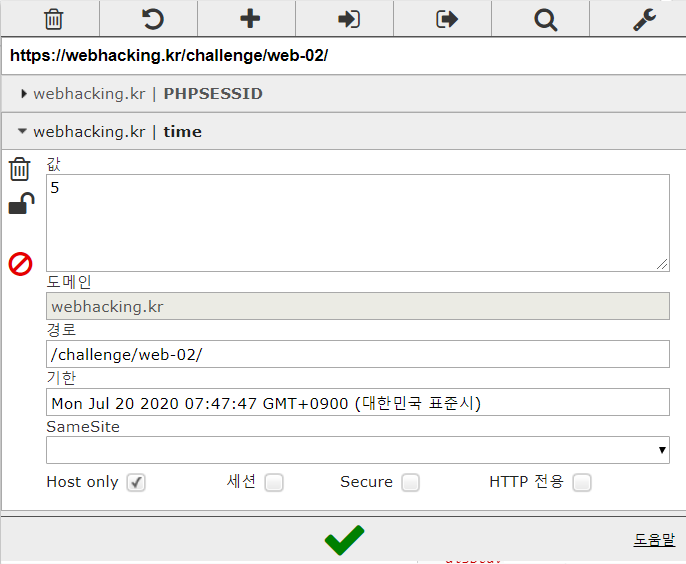 https://webhacking.kr/challenge/web-02/
webhacking.kr | PHPSESSID
webhacking.kr | time
값
5
도메인
webhacking.kr
경로
/challenge/web-02/
기한
Mon Jul 20 2020 07:47:47 GMT+0900 (대한민국 표준시)
SameSite
Host only 세션 Secure HTTP 전용
도움말